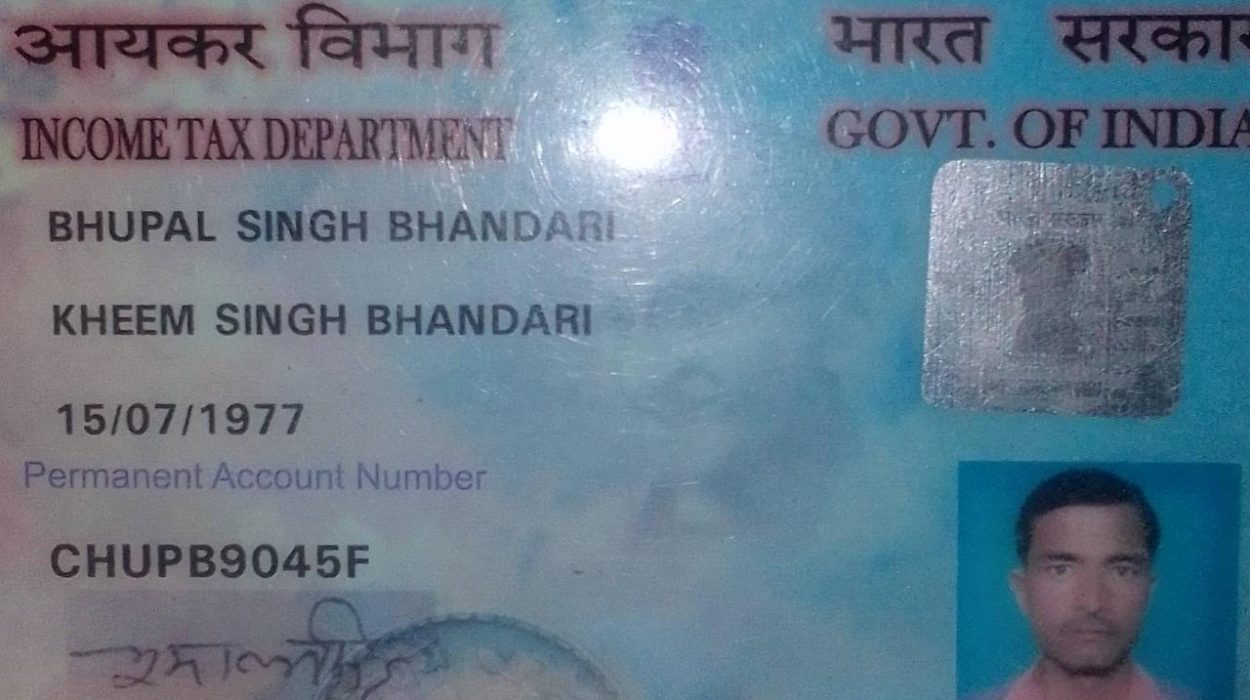 आयकर विभाग भारत सरकार
INCOME TAX DEPARTMENT GOVT. OF INDIA
BHUPAL SINGH BHANDARI
KHEEM SINGH BHANDARI
15/07/1977
Permanent Account Number
CHUPB9045F